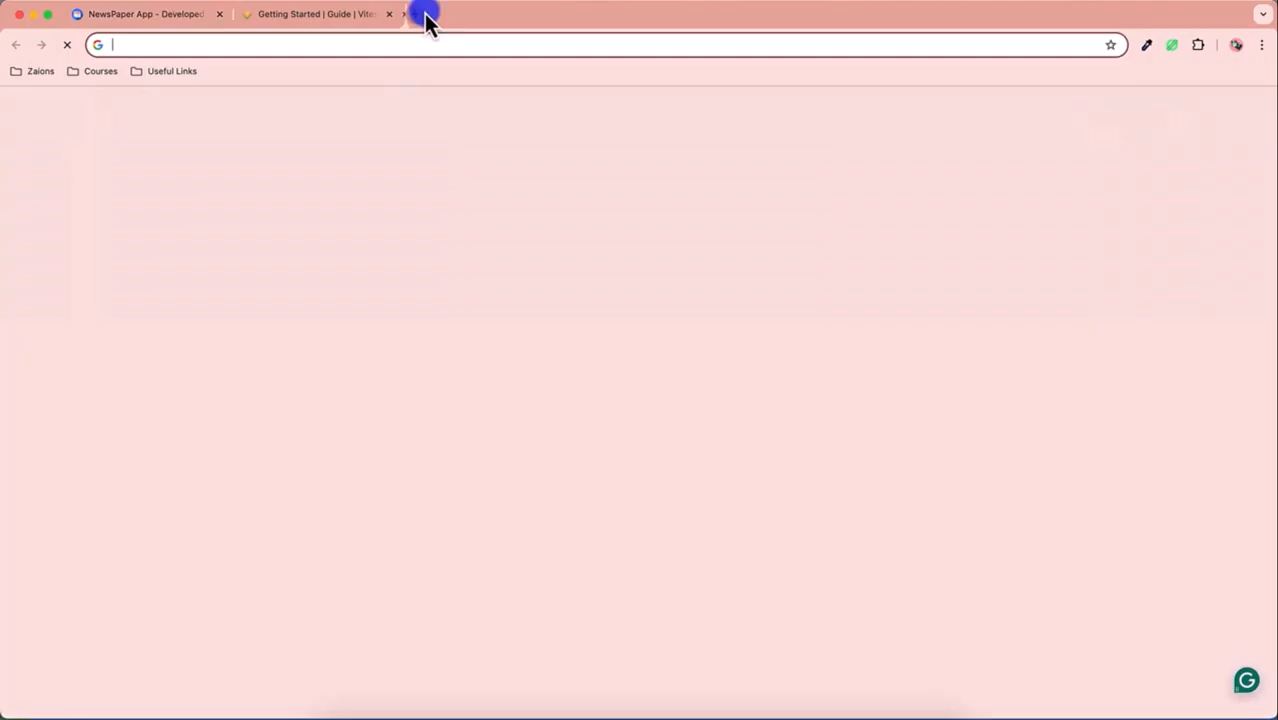 NewsPaper App - Developed
Getting Started | Guide | Vite
Zaions
Courses
Useful Links